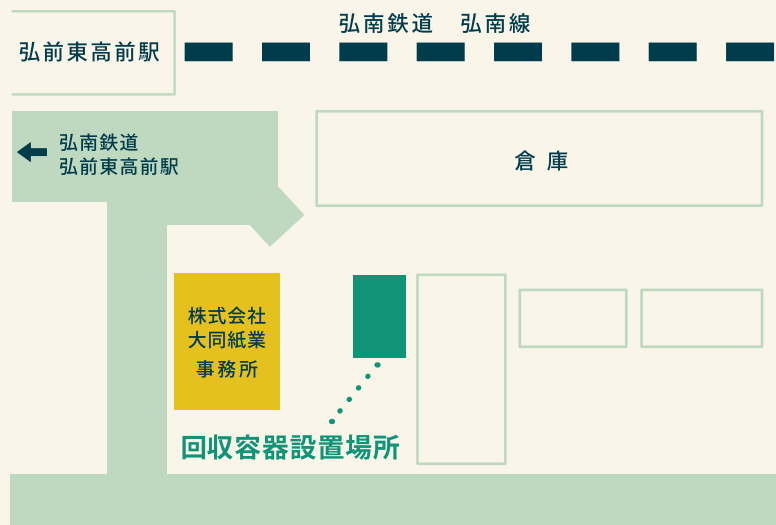 弘南鉄道　弘南線
弘前東高前駅
弘南鉄道
弘前東高前駅
倉庫
株式会社
大同紙業
事務所
回収容器設置場所